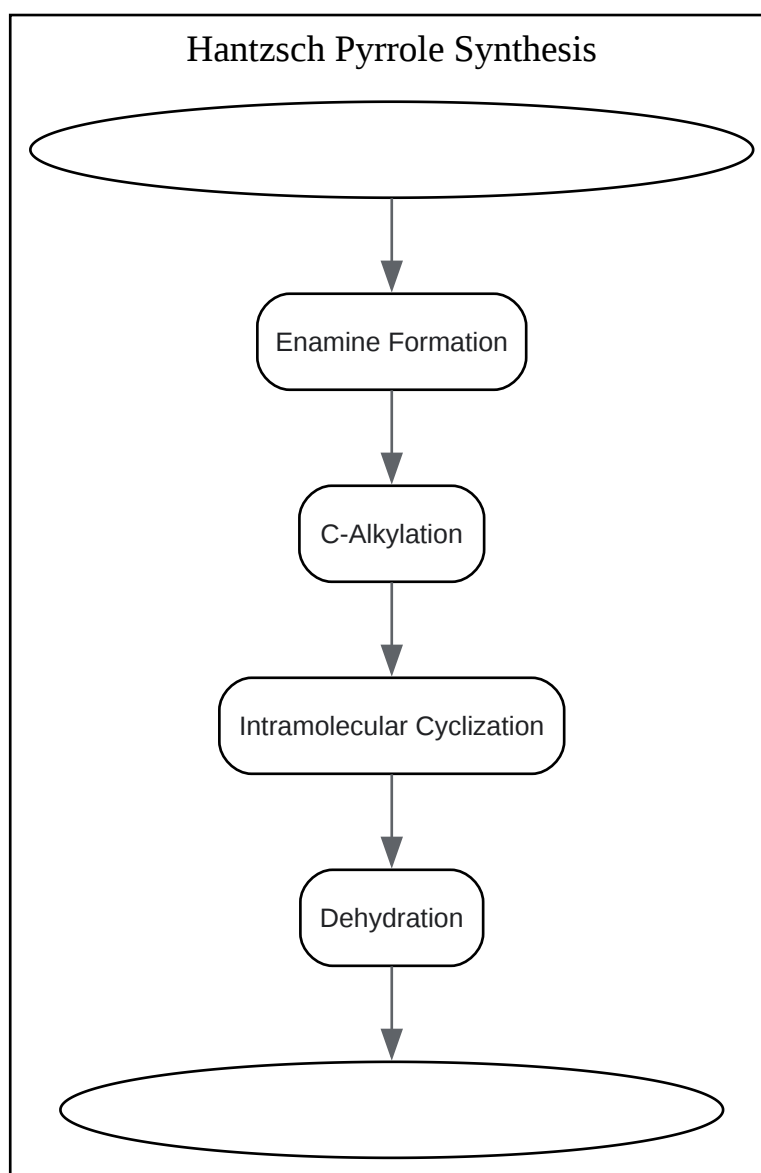 Hantzsch Pyrrole Synthesis
Enamine Formation
C-Alkylation
Intramolecular Cyclization
Dehydration